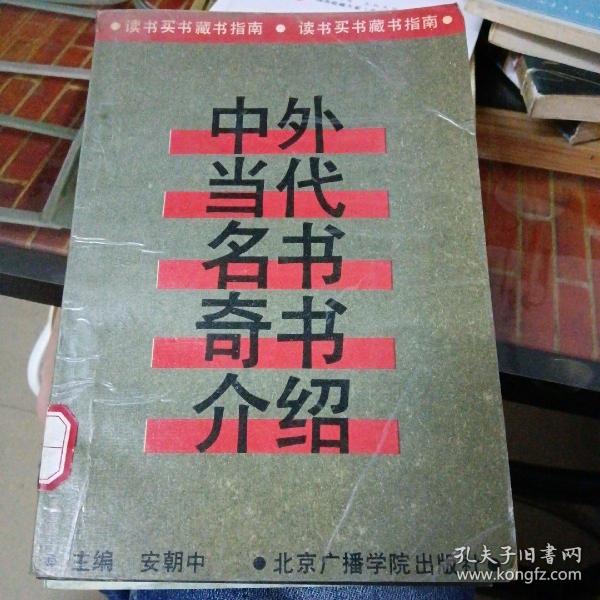 ●读书买书藏书指南 ● 读书买书藏书指南●
中外
当代
名书
奇书
介绍
主编 安朝中 ●北京广播学院出版社
孔夫子旧书网
www.kongfz.com